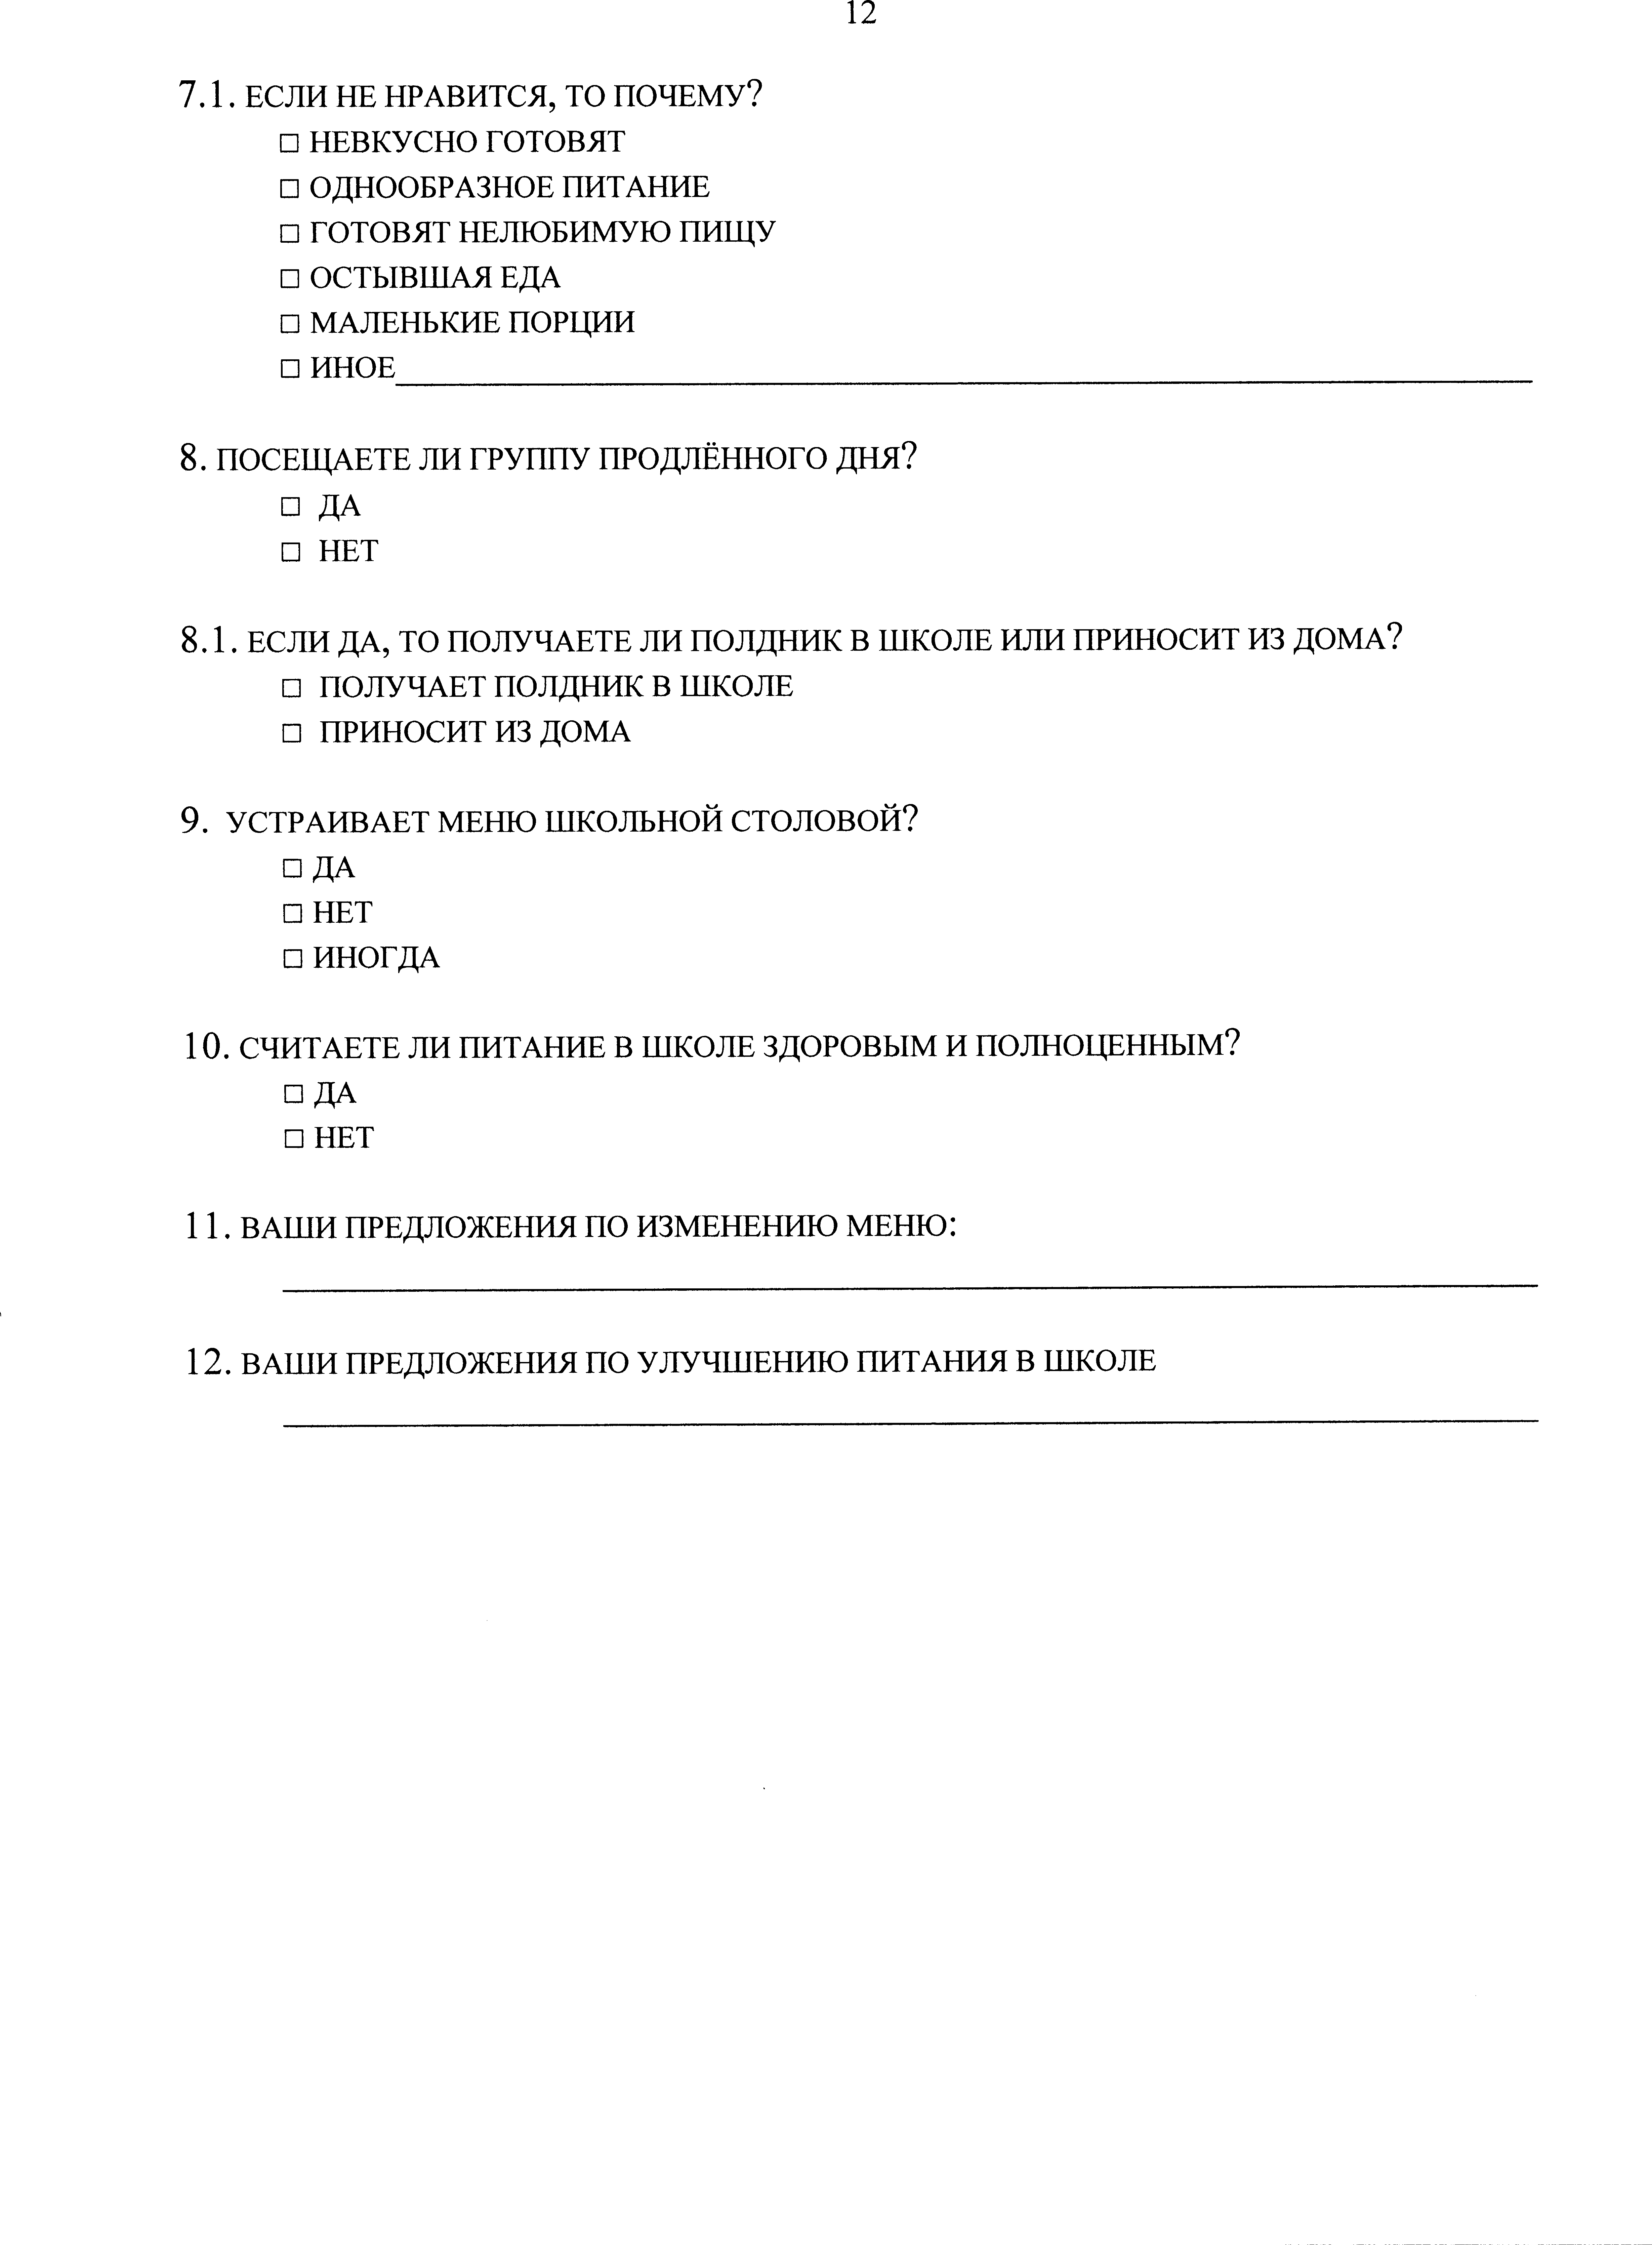 12
7.1. ЕСЛИ НЕ НРАВИТСЯ, ТО ПОЧЕМУ?
□ НЕВКУСНО ГОТОВЯТ
□ ОДНООБРАЗНОЕ ПИТАНИЕ
□ ГОТОВЯТ НЕЛЮБИМУЮ ПИЩУ
□ ОСТЫВШАЯ ЕДА
□ МАЛЕНЬКИЕ ПОРЦИИ
□ ИНОЕ
8. ПОСЕЩАЕТЕ ЛИ ГРУППУ ПРОДЛЁННОГО ДНЯ?
□ ДА
□ НЕТ
8.1. ЕСЛИ ДА, ТО ПОЛУЧАЕТЕ ЛИ ПОЛДНИК В ШКОЛЕ ИЛИ ПРИНОСИТ ИЗ ДОМА?
□ ПОЛУЧАЕТ ПОЛДНИК В ШКОЛЕ
□ ПРИНОСИТ ИЗ ДОМА
9. УСТРАИВАЕТ МЕНЮ ШКОЛЬНОЙ СТОЛОВОЙ?
□ ДА
□ НЕТ
□ ИНОГДА
10. СЧИТАЕТЕ ЛИ ПИТАНИЕ В ШКОЛЕ ЗДОРОВЫМ И ПОЛНОЦЕННЫМ?
□ ДА
□ НЕТ
11. ВАШИ ПРЕДЛОЖЕНИЯ ПО ИЗМЕНЕНИЮ МЕНЮ:
12. ВАШИ ПРЕДЛОЖЕНИЯ ПО УЛУЧШЕНИЮ ПИТАНИЯ В ШКОЛЕ